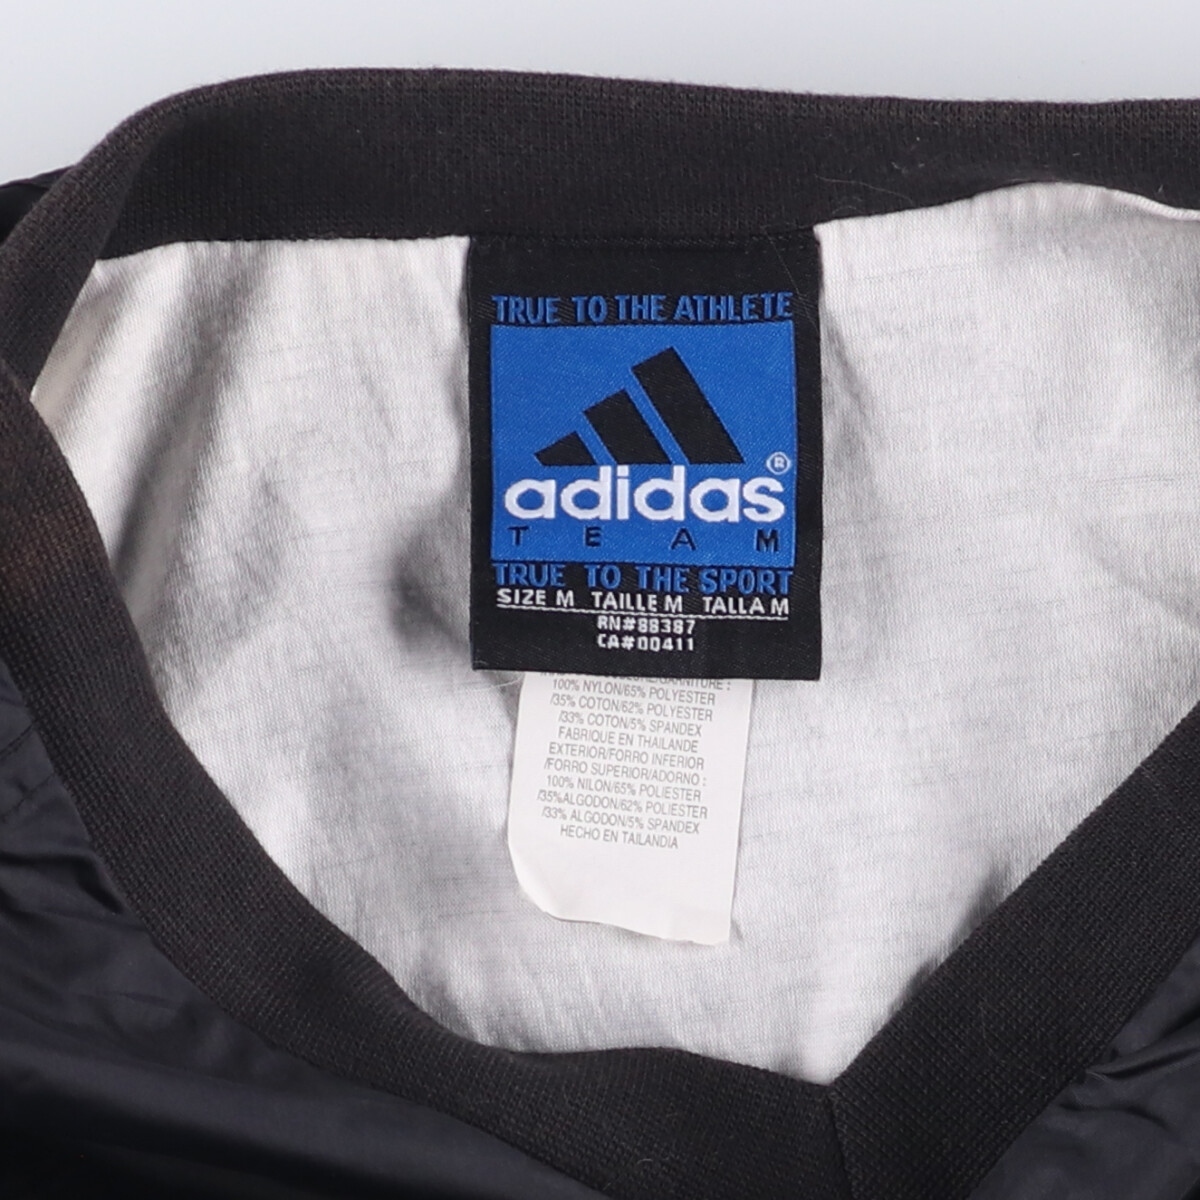 TRUE TO THE ATHLETE
®
adidas
TEAM
TRUE TO THE SPORT
SIZE M TAILLE M TALLA M
RN#88387
CA#00411
100% NYLON/65% POLYESTER
/35% COTON/62% POLYESTER
/33% COTON/5% SPANDEX
FABRIQUE EN THAILANDE
EXTERIOR/FORRO INFERIOR
/FORRO SUPERIOR/ADORNO :
100% NILON/65% POLIESTER
/35%ALGODON/62% POLIESTER
/33% ALGODON/5% SPANDEX
HECHO EN TAILANDIA